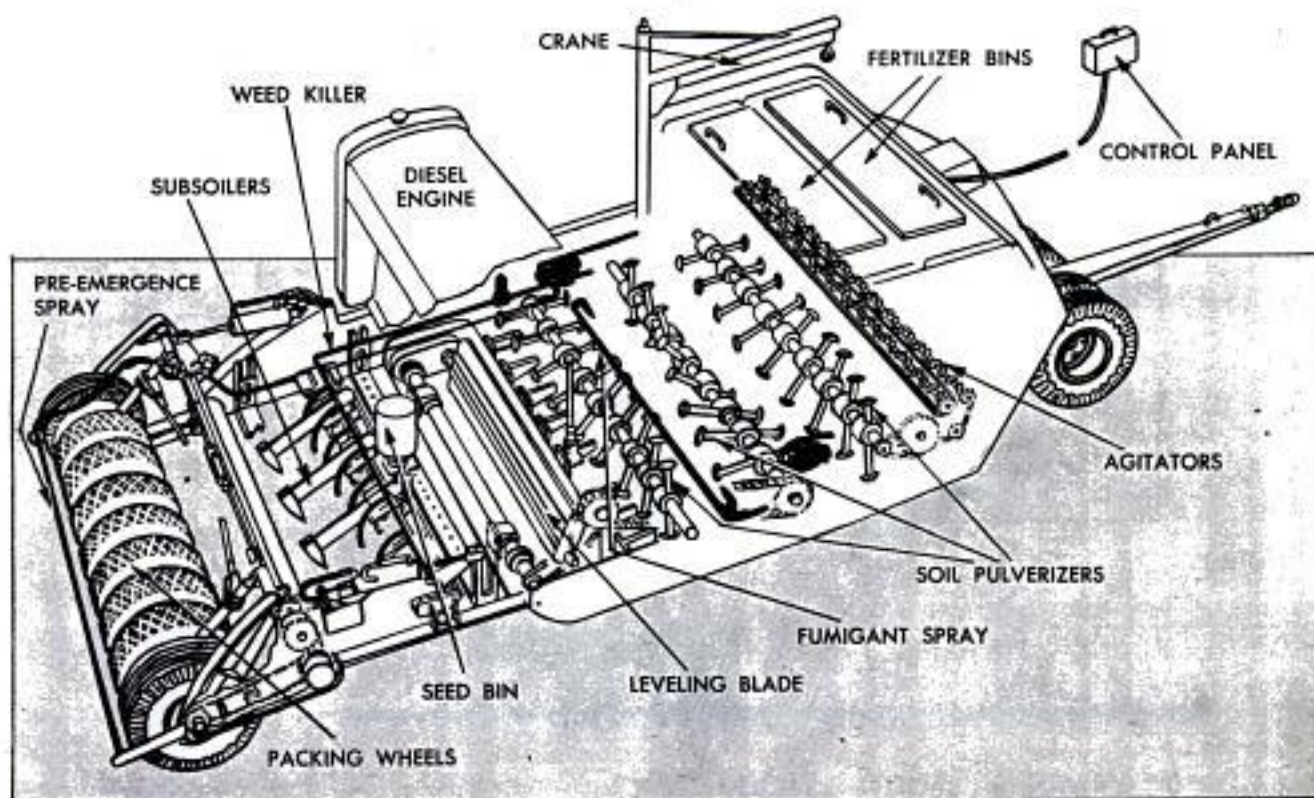 CRANE
FERTILIZER BINS
WEED KILLER
CONTROL PANEL
DIESEL
ENGINE
SUBSOILERS
PRE-EMERGENCE
SPRAY
AGITATORS
SOIL PULVERIZERS
FUMIGANT SPRAY
LEVELING BLADE
SEED BIN
PACKING WHEELS